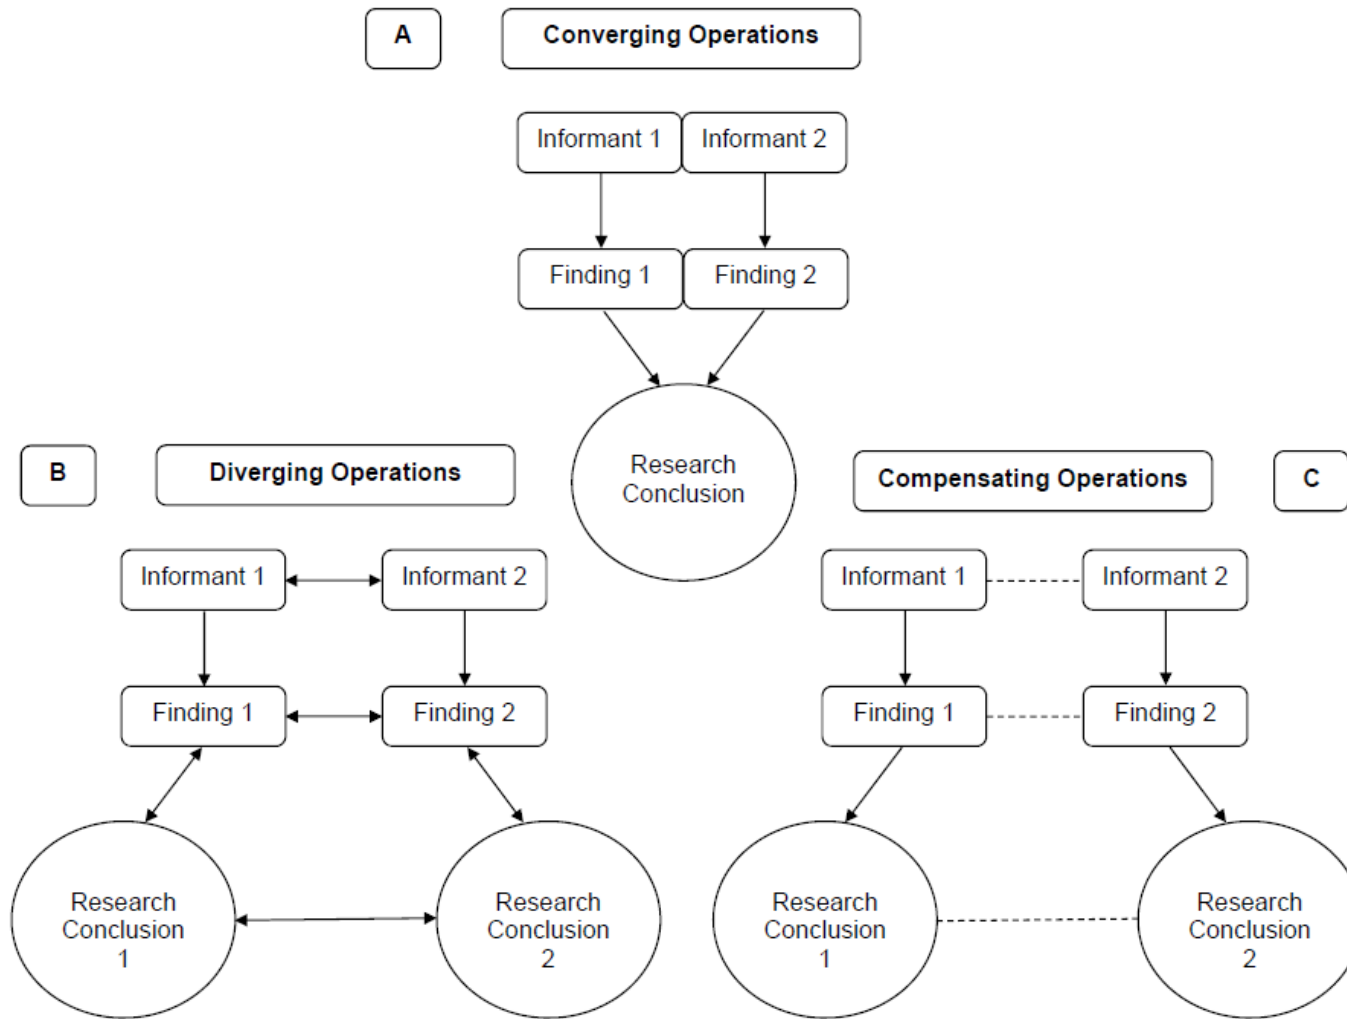 A
Converging Operations
Informant 1
Informant 2
Finding 1
Finding 2
Research
Conclusion
B
Diverging Operations
Informant 1
Informant 2
Finding 1
Finding 2
Research
Conclusion
1
Research
Conclusion
2
Compensating Operations
C
Informant 1
Informant 2
Finding 1
Finding 2
Research
Conclusion
1
Research
Conclusion
2